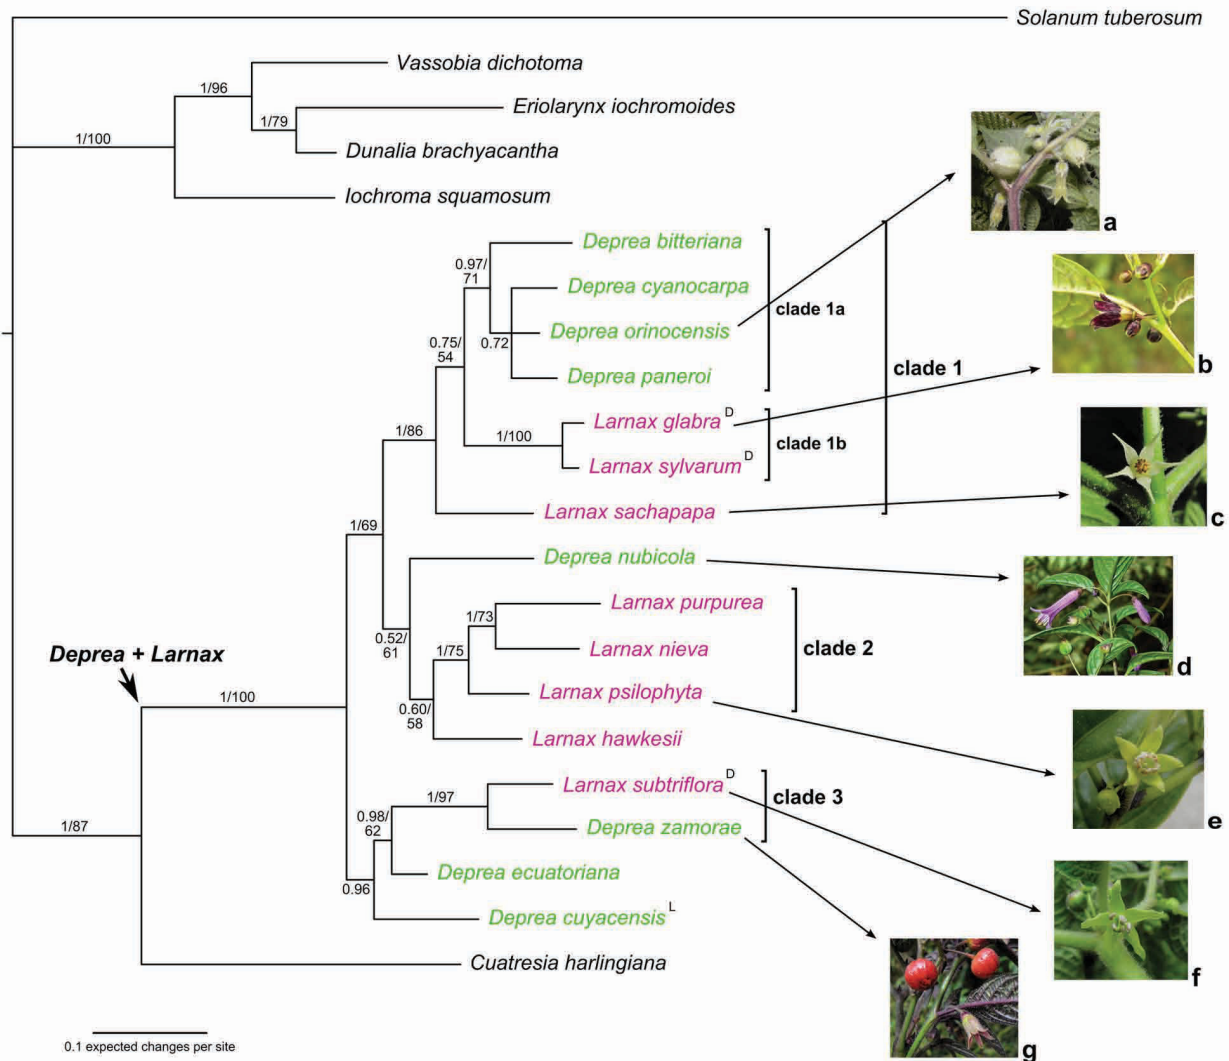 Solanum tuberosum
Vassobia dichotoma
1/96
Eriolarynx iochromoides
1/79
1/100
Dunalia brachyacantha
Iochroma squamosum
a
Deprea bitteriana
0.97/
71
Deprea cyanocarpa
clade 1a
Deprea orinocensis
0.72
0.75/
54
Deprea paneroi
clade 1
b
Larnax glabra D
1/86
1/100
clade 1b
Larnax sylvarum D
Larnax sachapapa
c
1/69
Deprea nubicola
Larnax purpurea
1/73
0.52/
61
Larnax nieva
clade 2
1/75
d
Deprea + Larnax
1/100
Larnax psilophyta
0.60/
58
Larnax hawkesii
Larnax subtriflora D
1/97
clade 3
e
1/87
0.98/
62
Deprea zamorae
Deprea ecuatoriana
0.96
Deprea cuyacensis L
Cuatresia harlingiana
f
0.1 expected changes per site
g